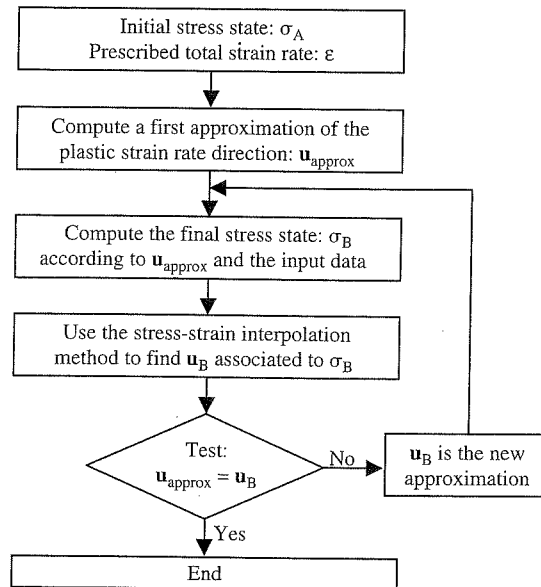 Initial stress state: σA
Prescribed total strain rate: ε̇
Compute a first approximation of the
plastic strain rate direction: uapprox
Compute the final stress state: σB
according to uapprox and the input data
Use the stress-strain interpolation
method to find uB associated to σB
Test:
uapprox = uB
No
uB is the new
approximation
Yes
End